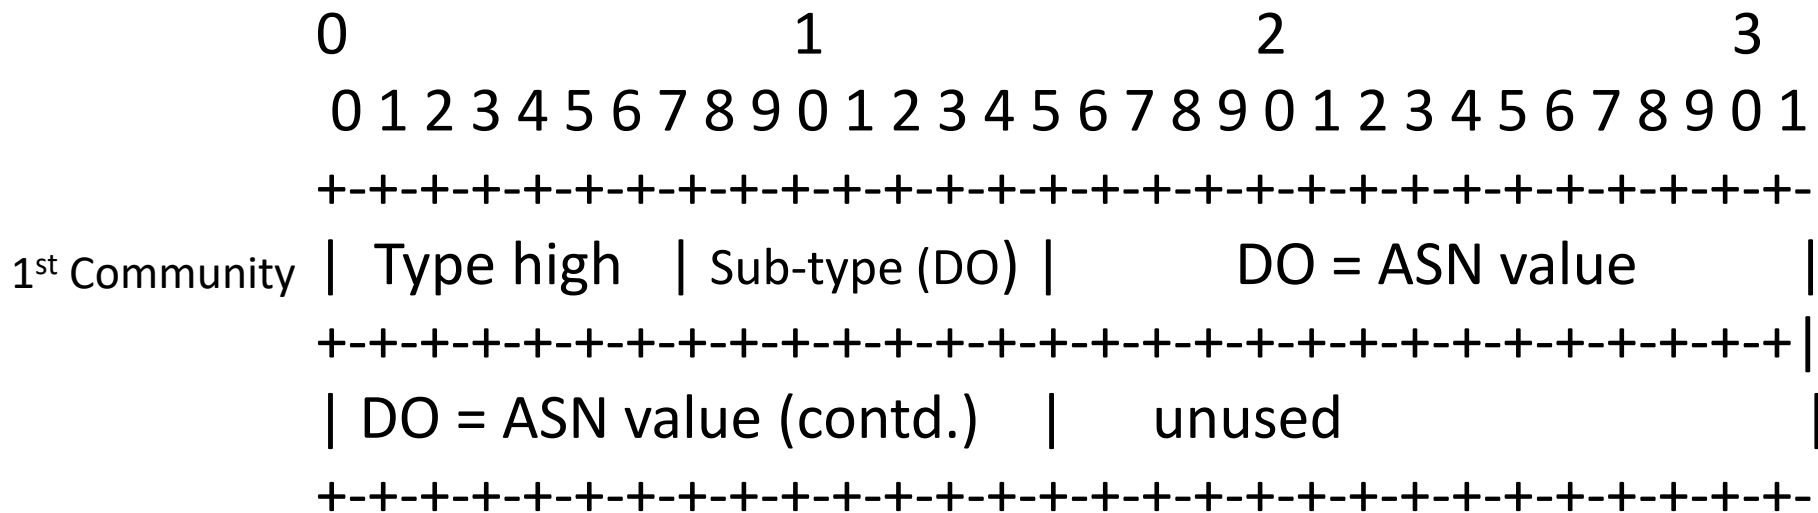 0 1 2 3
0 1 2 3 4 5 6 7 8 9 0 1 2 3 4 5 6 7 8 9 0 1 2 3 4 5 6 7 8 9 0 1
+-+-+-+-+-+-+-+-+-+-+-+-+-+-+-+-+-+-+-+-+-+-+-+-+-+-+-+-+-
1st Community | Type high | Sub-type (DO) | DO = ASN value |
+-+-+-+-+-+-+-+-+-+-+-+-+-+-+-+-+-+-+-+-+-+-+-+-+-+-+-+-+|
| DO = ASN value (contd.) | unused |
+-+-+-+-+-+-+-+-+-+-+-+-+-+-+-+-+-+-+-+-+-+-+-+-+-+-+-+-+-